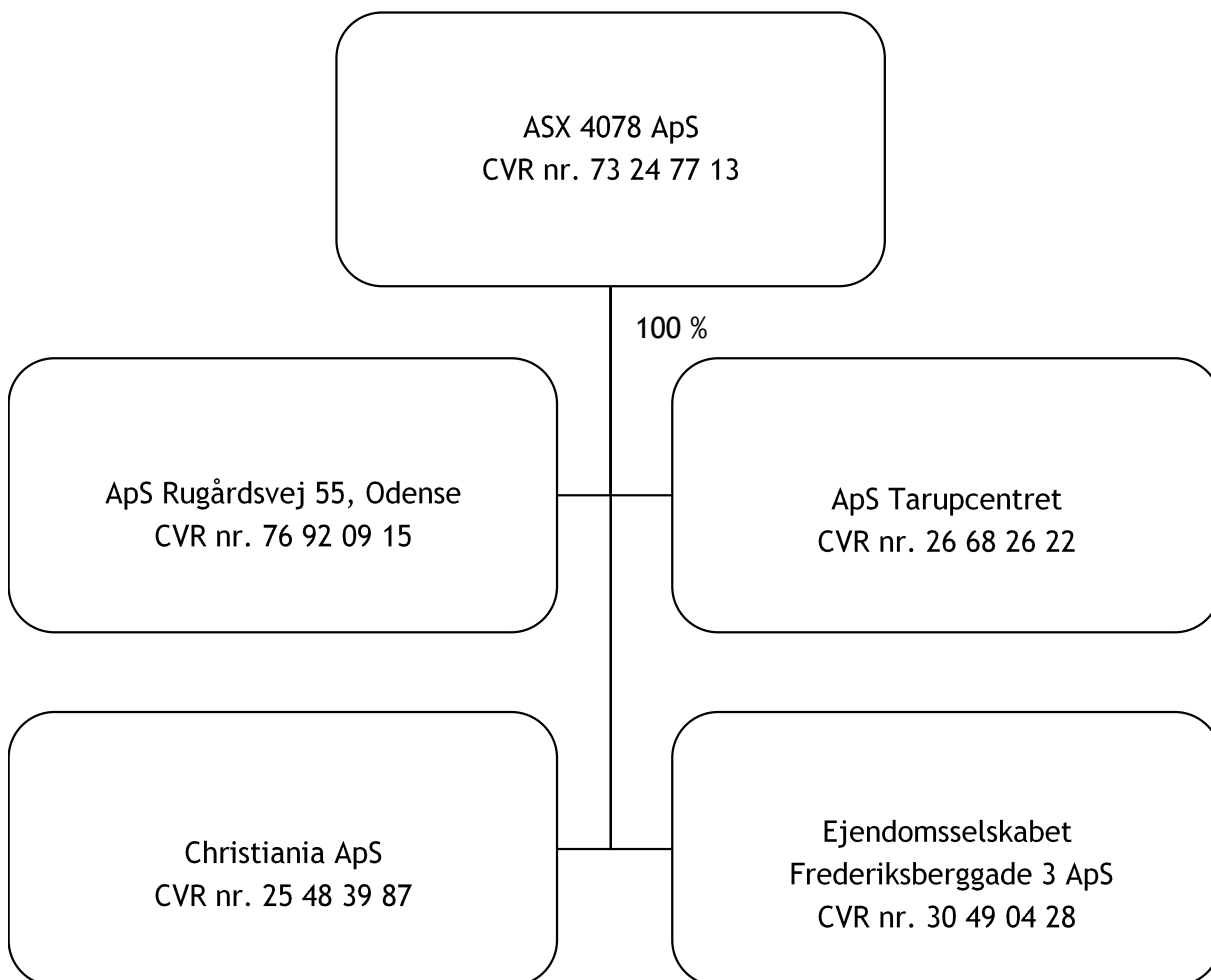 ASX 4078 ApS
CVR nr. 73 24 77 13
100 %
ApS Rugårdsvej 55, Odense
CVR nr. 76 92 09 15
ApS Tarupcentret
CVR nr. 26 68 26 22
Christiania ApS
CVR nr. 25 48 39 87
Ejendomsselskabet
Frederiksberggade 3 ApS
CVR nr. 30 49 04 28